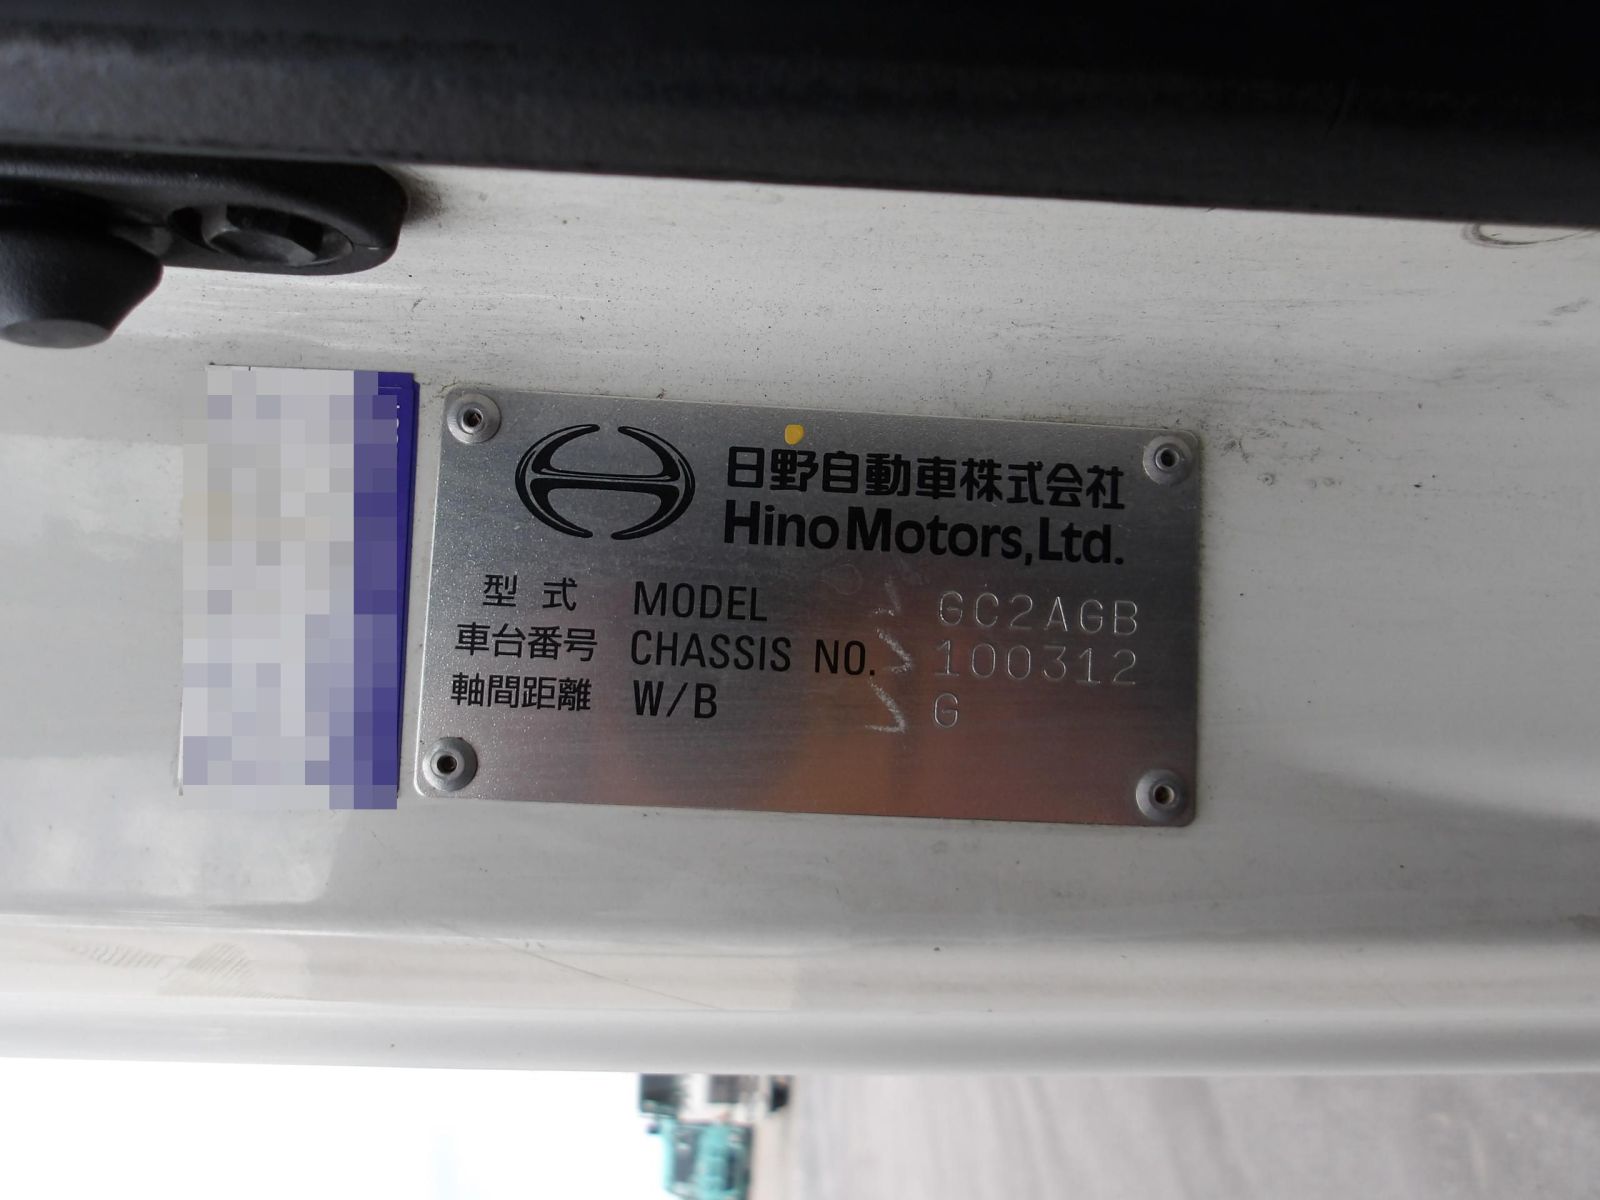 日野自動車株式会社
Hino Motors, Ltd.
型式 MODEL GC2AGB
車台番号 CHASSIS NO. 100312
軸間距離 W/B G